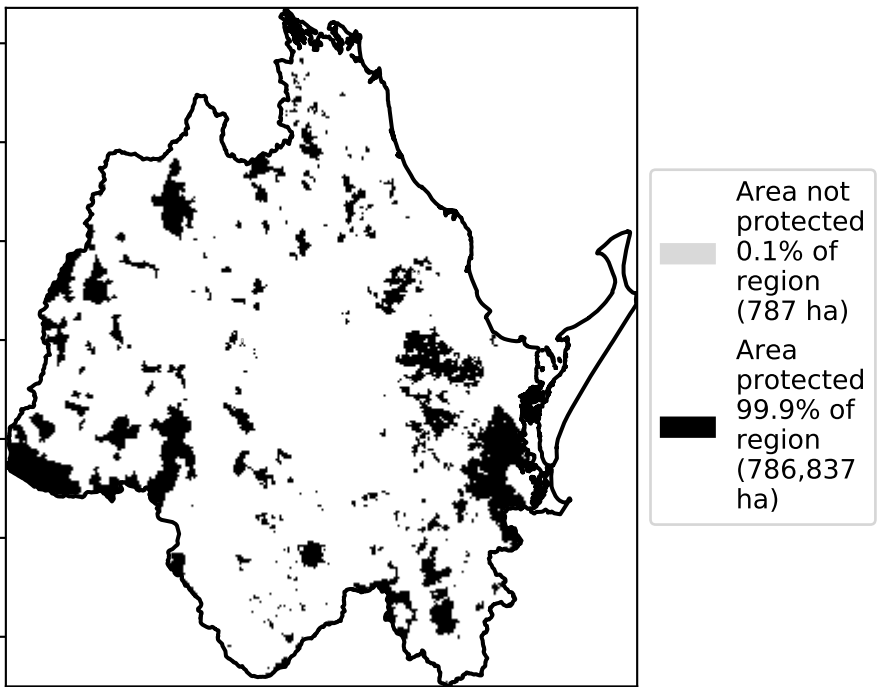 Area not
protected
0.1% of
region
(787 ha)
Area
protected
99.9% of
region
(786,837
ha)